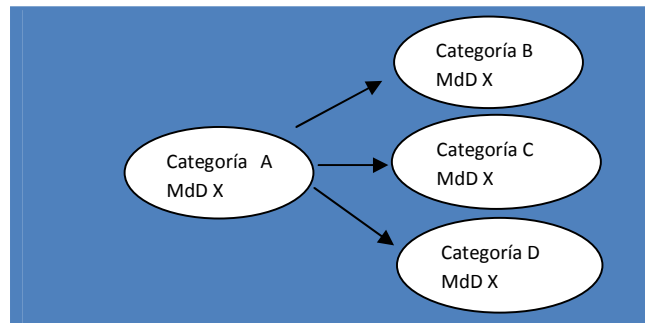 Categoría B
MdD X
Categoría A
MdD X
Categoría C
MdD X
Categoría D
MdD X